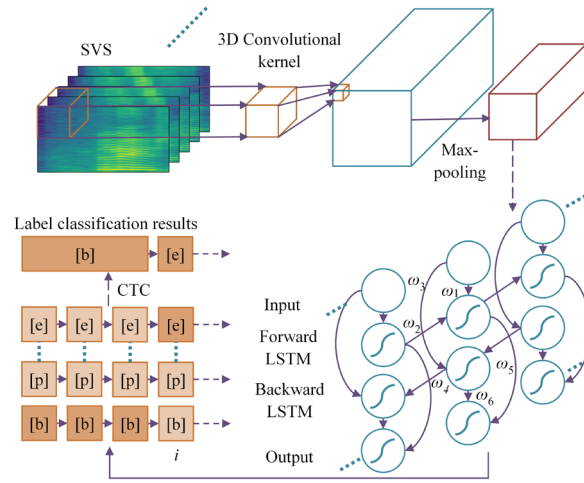 SVS
3D Convolutional
kernel
Max-
pooling
Label classification results
[b] [e]
CTC
[e] [e] [e] [e]
[p] [p] [p] [p]
[b] [b] [b] [b]
i
Input
Forward
LSTM
Backward
LSTM
Output
ω3
ω1
ω2
ω4
ω5
ω6